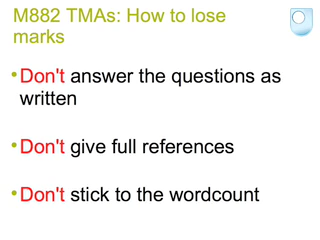 M882 TMAs: How to lose
marks
•Don't answer the questions as
written
•Don't give full references
•Don't stick to the wordcount